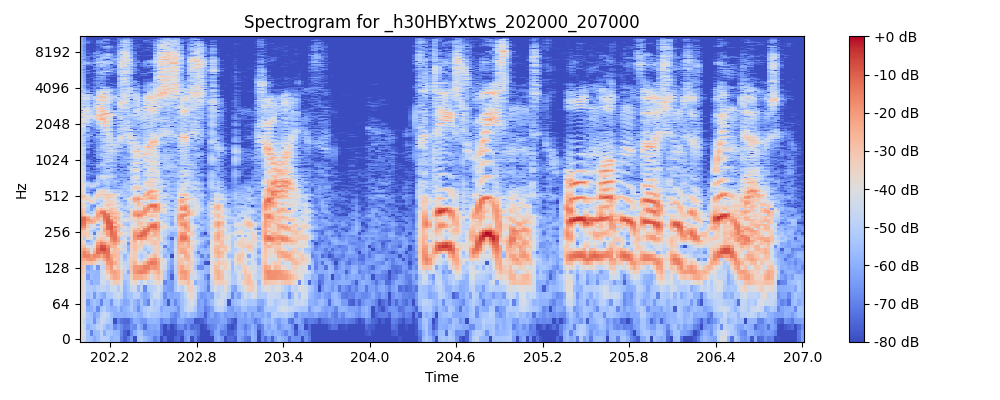 Spectrogram for _h30HBYxtws_202000_207000
Hz
8192
4096
2048
1024
512
256
128
64
0
202.2 202.8 203.4 204.0 204.6 205.2 205.8 206.4 207.0
Time
+0 dB
-10 dB
-20 dB
-30 dB
-40 dB
-50 dB
-60 dB
-70 dB
-80 dB